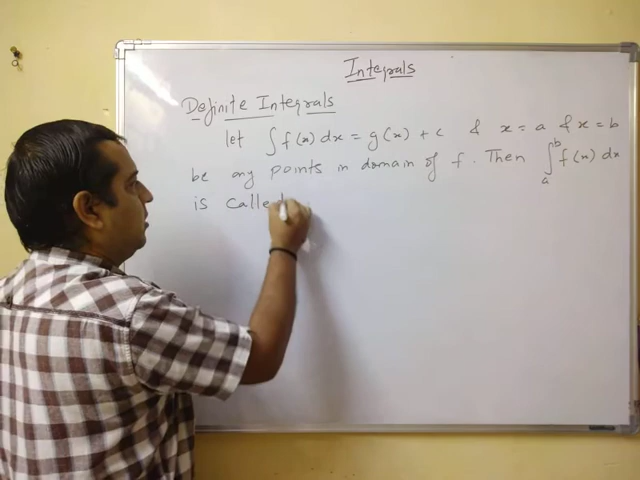 Integrals
Definite Integrals
let ∫ f(x) dx = g(x) + c & x = a & x = b
be any points in domain of f. Then ∫ₐᵇ f(x) dx
is called